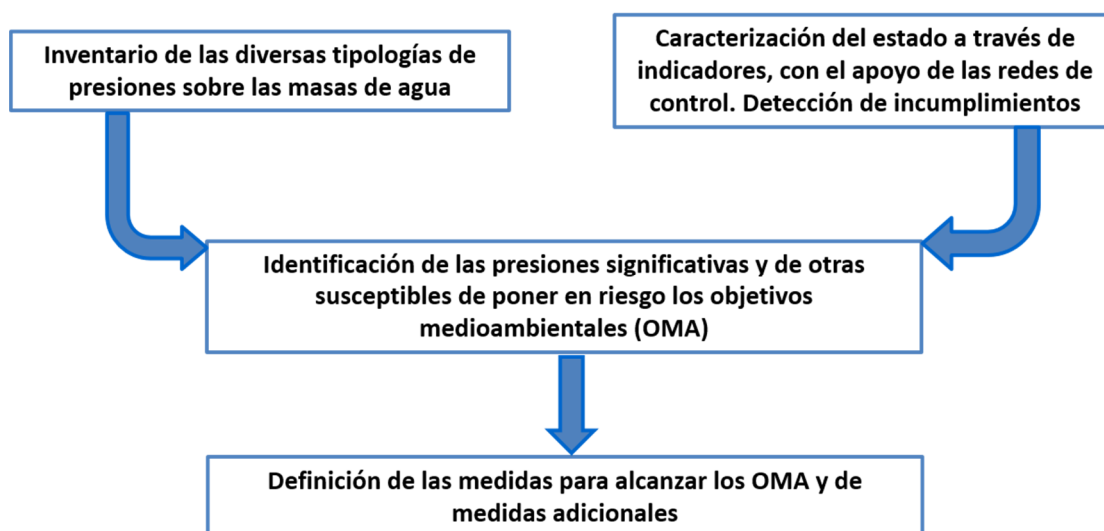 Inventario de las diversas tipologías de
presiones sobre las masas de agua
Caracterización del estado a través de
indicadores, con el apoyo de las redes de
control. Detección de incumplimientos
Identificación de las presiones significativas y de otras
susceptibles de poner en riesgo los objetivos
medioambientales (OMA)
Definición de las medidas para alcanzar los OMA y de
medidas adicionales